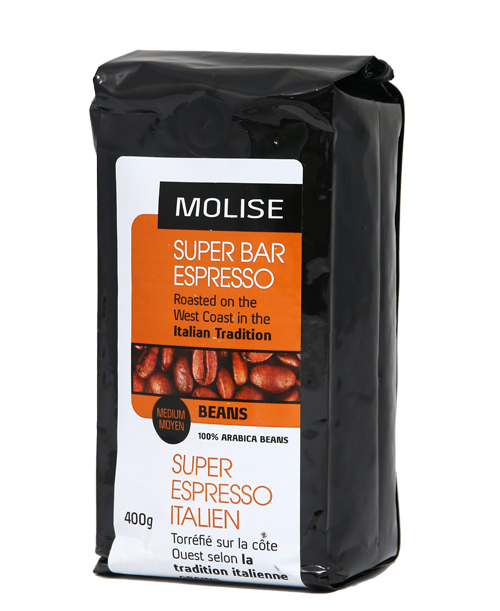 MOLISE
SUPER BAR
ESPRESSO
Roasted on the
West Coast in the
Italian Tradition
MEDIUM
MOYEN
BEANS
100% ARABICA BEANS
SUPER
ESPRESSO
ITALIEN
400g
Torréfié sur la côte
Ouest selon la
tradition italienne